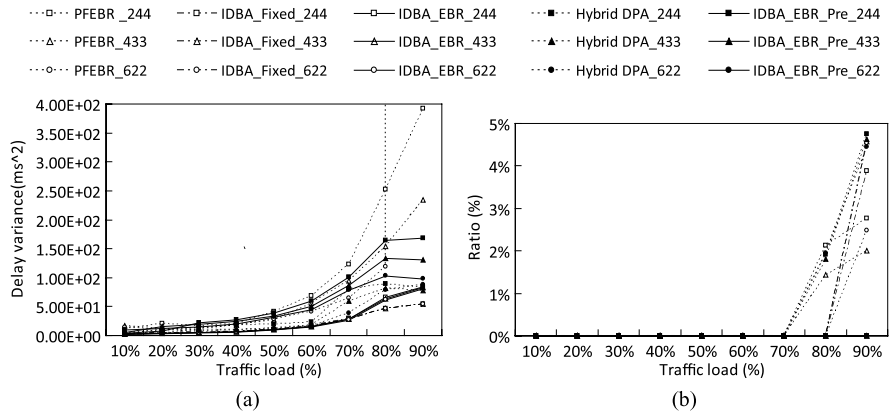 PFEBR _244 IDBA_Fixed_244 IDBA_EBR_244 Hybrid DPA_244 IDBA_EBR_Pre_244
PFEBR _433 IDBA_Fixed_433 IDBA_EBR_433 Hybrid DPA_433 IDBA_EBR_Pre_433
PFEBR _622 IDBA_Fixed_622 IDBA_EBR_622 Hybrid DPA_622 IDBA_EBR_Pre_622
Delay variance(ms^2)
4.00E+02
3.50E+02
3.00E+02
2.50E+02
2.00E+02
1.50E+02
1.00E+02
5.00E+01
0.00E+00
10% 20% 30% 40% 50% 60% 70% 80% 90%
Traffic load (%)
(a)
Ratio (%)
5%
4%
3%
2%
1%
0%
10% 20% 30% 40% 50% 60% 70% 80% 90%
Traffic load (%)
(b)